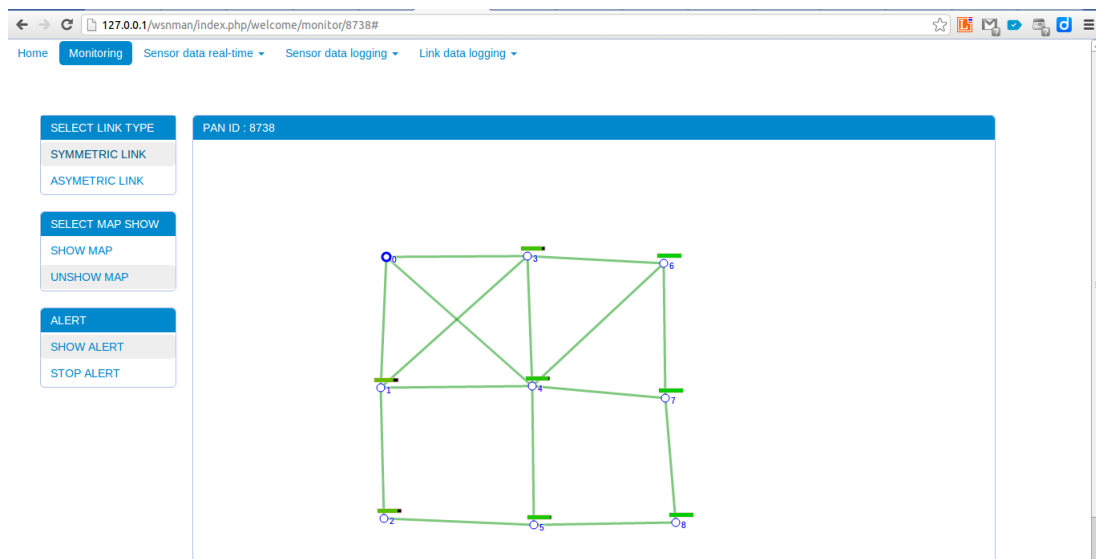 127.0.0.1/wsnman/index.php/welcome/monitor/8738#
Home Monitoring Sensor data real-time Sensor data logging Link data logging
SELECT LINK TYPE
SYMMETRIC LINK
ASYMETRIC LINK
SELECT MAP SHOW
SHOW MAP
UNSHOW MAP
ALERT
SHOW ALERT
STOP ALERT
PAN ID : 8738
0
3
6
1
4
7
2
5
8